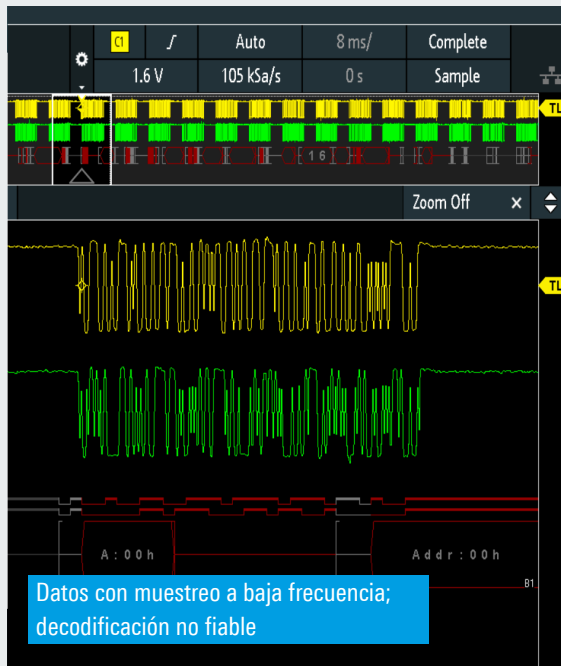 C1 Auto 8 ms/ Complete
1.6 V 105 kSa/s 0 s Sample
TL
16
Zoom Off ×
TL
A:00h Addr:00h
B1
Datos con muestreo a baja frecuencia;
decodificación no fiable